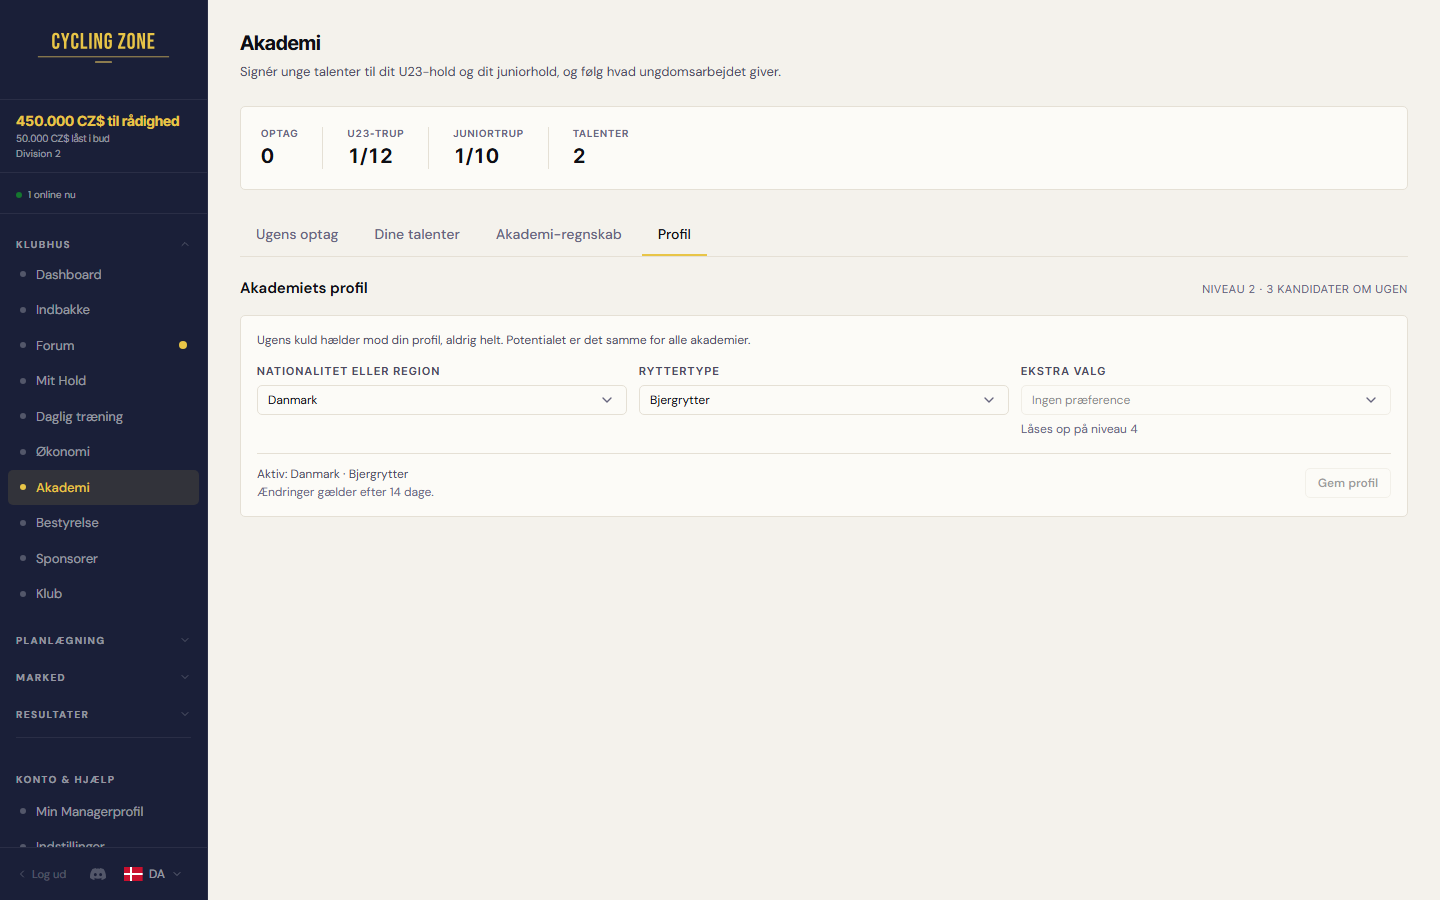 CYCLING ZONE
450.000 CZ$ til rådighed
50.000 CZ$ låst i bud
Division 2
1 online nu
KLUBHUS
Dashboard
Indbakke
Forum
Mit Hold
Daglig træning
Økonomi
Akademi
Bestyrelse
Sponsorer
Klub
PLANLÆGNING
MARKED
RESULTATER
KONTO & HJÆLP
Min Managerprofil
Indstillinger
Log ud
DA
Akademi
Signér unge talenter til dit U23-hold og dit juniorhold, og følg hvad ungdomsarbejdet giver.
OPTAG
0
U23-TRUP
1/12
JUNIORTRUP
1/10
TALENTER
2
Ugens optag
Dine talenter
Akademi-regnskab
Profil
Akademiets profil
NIVEAU 2 · 3 KANDIDATER OM UGEN
Ugens kuld hælder mod din profil, aldrig helt. Potentialet er det samme for alle akademier.
NATIONALITET ELLER REGION
Danmark
RYTTERTYPE
Bjergrytter
EKSTRA VALG
Ingen præference
Låses op på niveau 4
Aktiv: Danmark · Bjergrytter
Ændringer gælder efter 14 dage.
Gem profil